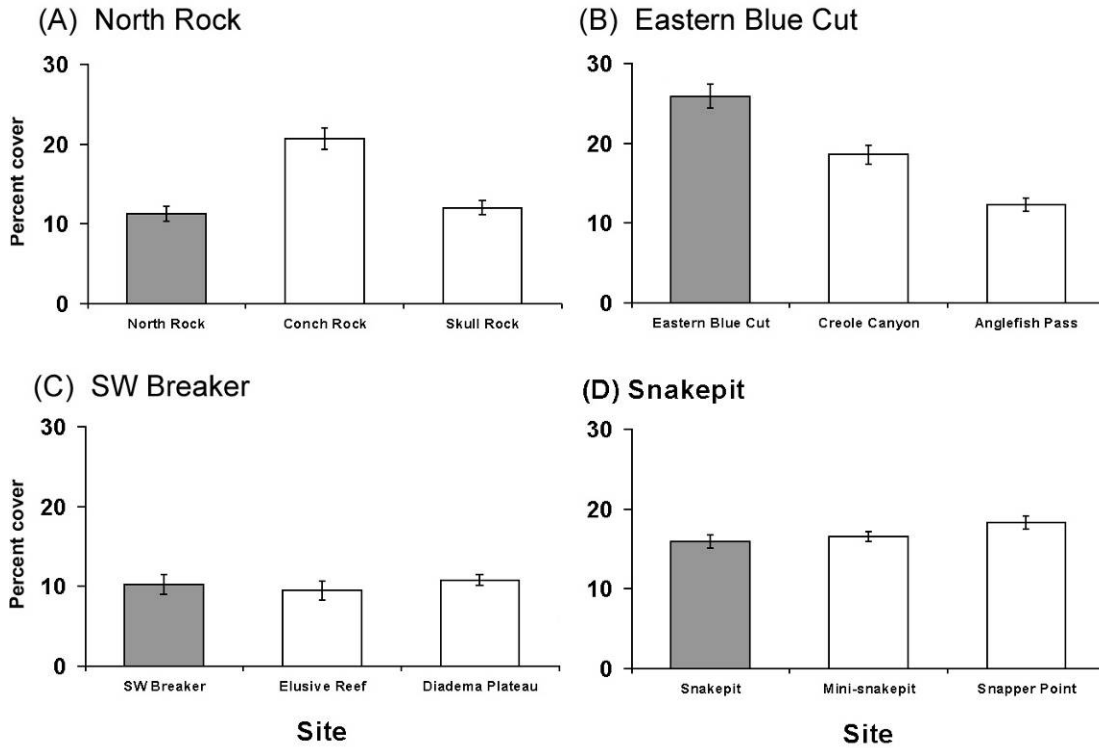 (A) North Rock
30
20
10
0
Percent cover
North Rock Conch Rock Skull Rock
(B) Eastern Blue Cut
30
20
10
0
Eastern Blue Cut Creole Canyon Anglefish Pass
(C) SW Breaker
30
20
10
0
Percent cover
SW Breaker Elusive Reef Diadema Plateau
Site
(D) Snakepit
30
20
10
0
Snakepit Mini-snakepit Snapper Point
Site